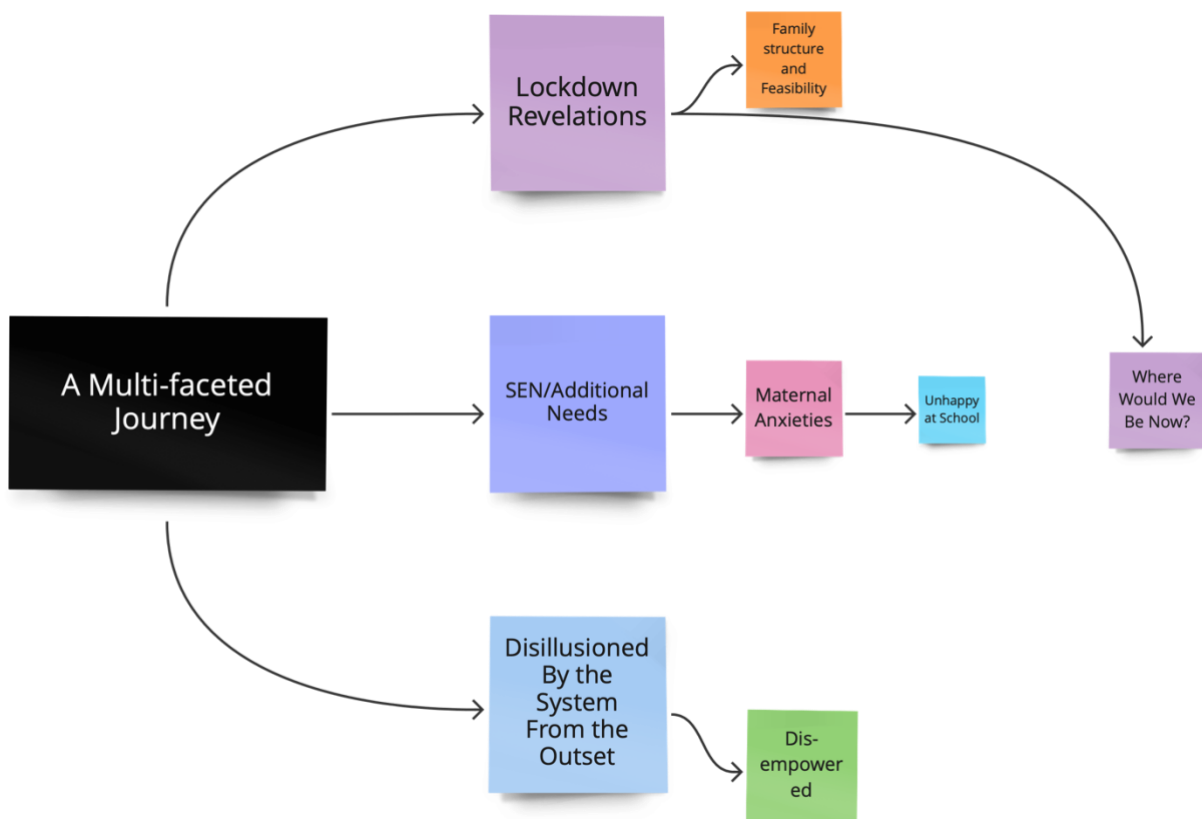 Family
structure
and
Feasibility
Lockdown
Revelations
A Multi-faceted
Journey
SEN/Additional
Needs
Maternal
Anxieties
Unhappy
at School
Where
Would We
Be Now?
Disillusioned
By the
System
From the
Outset
Dis-
empower
ed